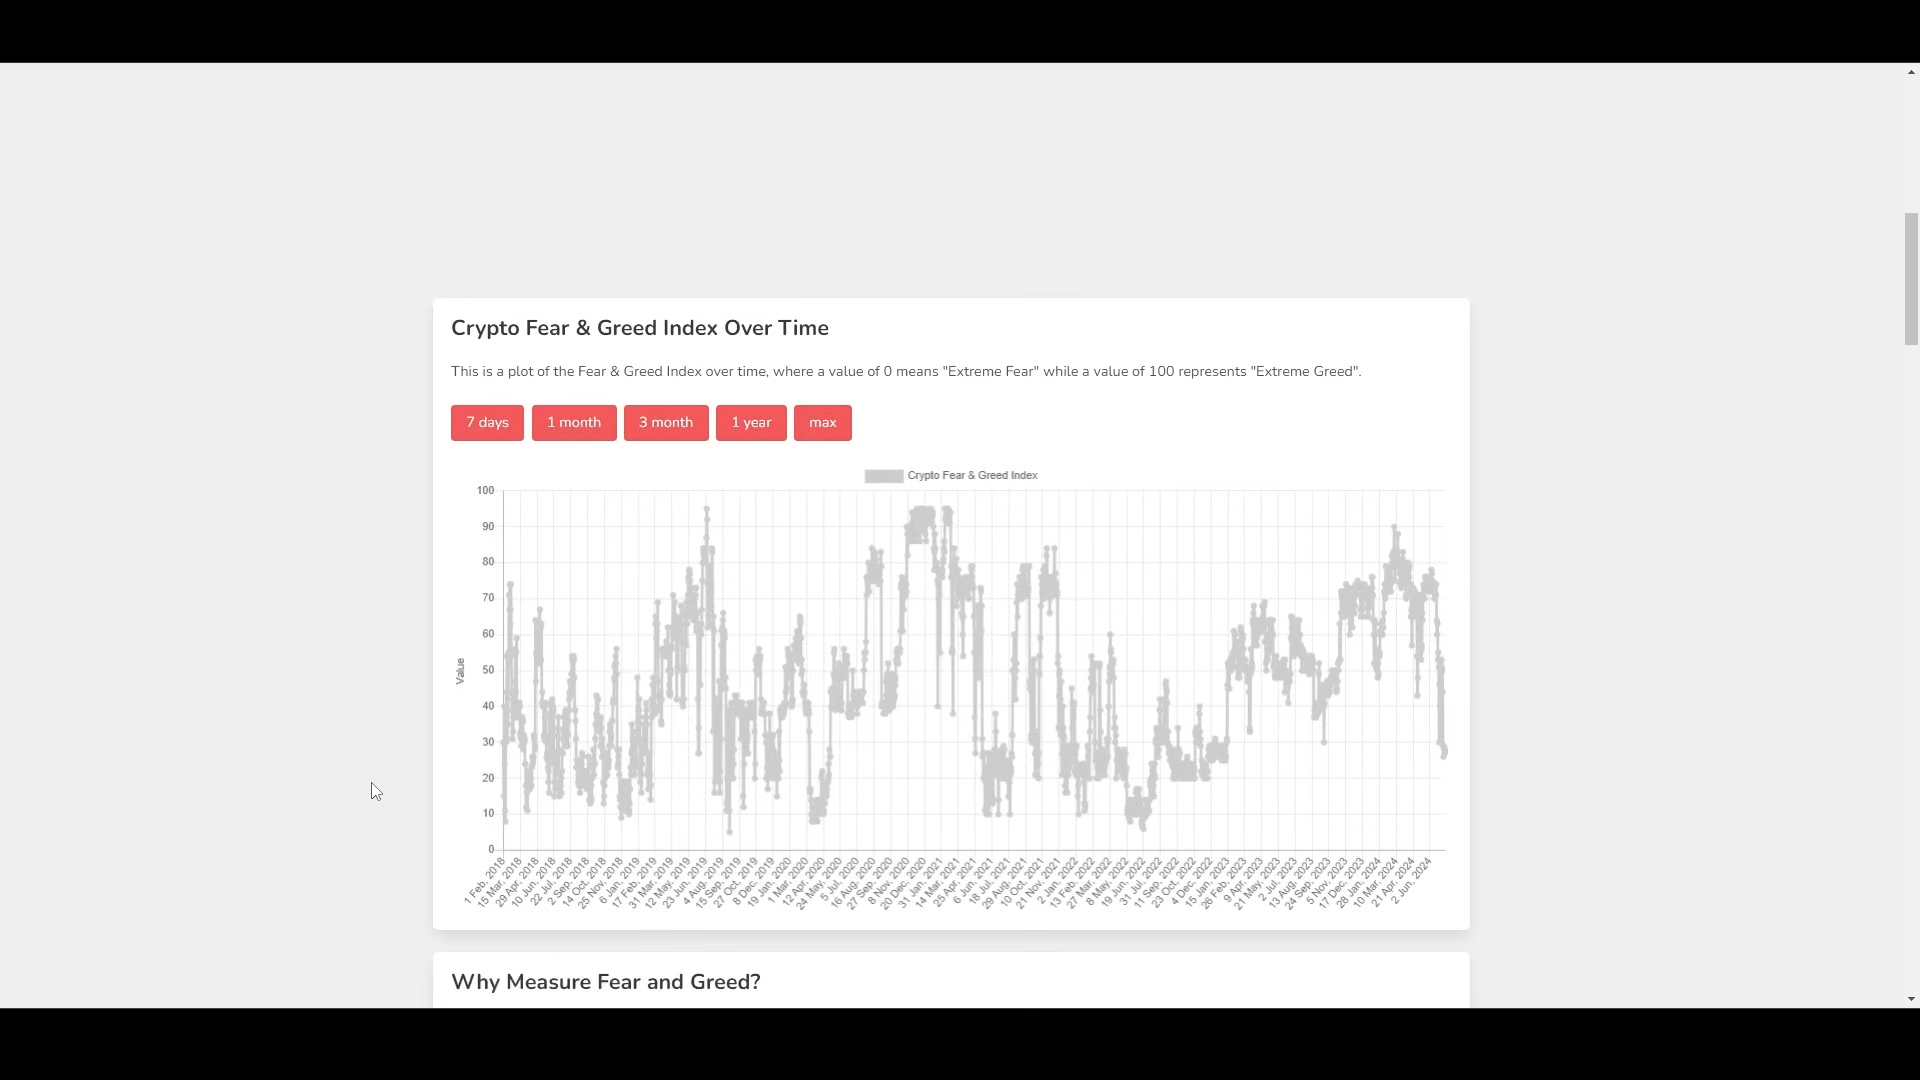 Crypto Fear & Greed Index Over Time
This is a plot of the Fear & Greed Index over time, where a value of 0 means "Extreme Fear" while a value of 100 represents "Extreme Greed".
7 days 1 month 3 month 1 year max
Crypto Fear & Greed Index
100
90
80
70
60
50
40
30
20
10
0
Value
1 Feb, 2018
15 Mar, 2018
29 Apr, 2018
10 Jun, 2018
22 Jul, 2018
2 Sep, 2018
14 Oct, 2018
25 Nov, 2018
6 Jan, 2019
17 Feb, 2019
31 Mar, 2019
12 May, 2019
23 Jun, 2019
4 Aug, 2019
15 Sep, 2019
27 Oct, 2019
8 Dec, 2019
19 Jan, 2020
1 Mar, 2020
12 Apr, 2020
24 May, 2020
5 Jul, 2020
16 Aug, 2020
27 Sep, 2020
8 Nov, 2020
20 Dec, 2020
31 Jan, 2021
14 Mar, 2021
25 Apr, 2021
6 Jun, 2021
18 Jul, 2021
29 Aug, 2021
10 Oct, 2021
21 Nov, 2021
2 Jan, 2022
13 Feb, 2022
27 Mar, 2022
8 May, 2022
19 Jun, 2022
31 Jul, 2022
11 Sep, 2022
23 Oct, 2022
4 Dec, 2022
15 Jan, 2023
26 Feb, 2023
9 Apr, 2023
21 May, 2023
2 Jul, 2023
13 Aug, 2023
24 Sep, 2023
5 Nov, 2023
17 Dec, 2023
28 Jan, 2024
10 Mar, 2024
21 Apr, 2024
2 Jun, 2024
Why Measure Fear and Greed?